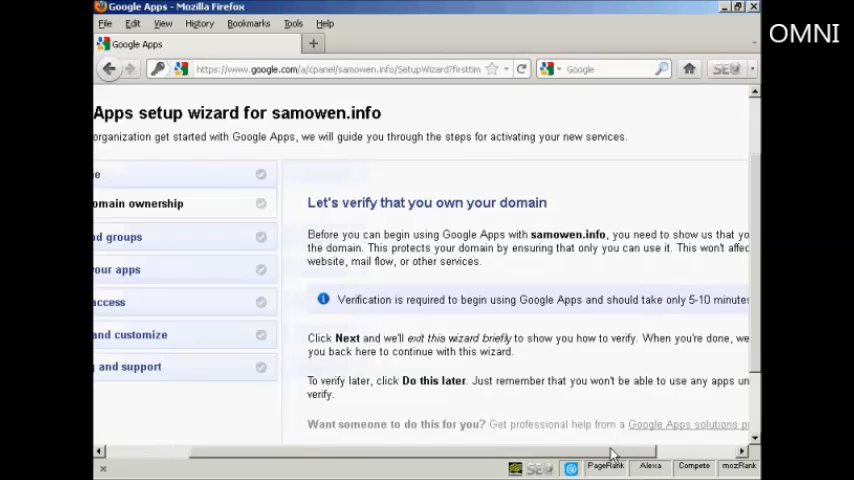 Google Apps - Mozilla Firefox
OMNI
File Edit View History Bookmarks Tools Help
Google Apps
https://www.google.com/a/cpanel/samowen.info/SetupWizard?firsttim
Google
SEO
Apps setup wizard for samowen.info
organization get started with Google Apps, we will guide you through the steps for activating your new services.
e
omain ownership
d groups
our apps
access
and customize
g and support
Let's verify that you own your domain
Before you can begin using Google Apps with samowen.info, you need to show us that yo
the domain. This protects your domain by ensuring that only you can use it. This won't affec
website, mail flow, or other services.
Verification is required to begin using Google Apps and should take only 5-10 minutes
Click Next and we'll exit this wizard briefly to show you how to verify. When you're done, we
you back here to continue with this wizard.
To verify later, click Do this later. Just remember that you won't be able to use any apps un
verify.
Want someone to do this for you? Get professional help from a Google Apps solutions p
SEO
PageRank Alexa Compete mozRank